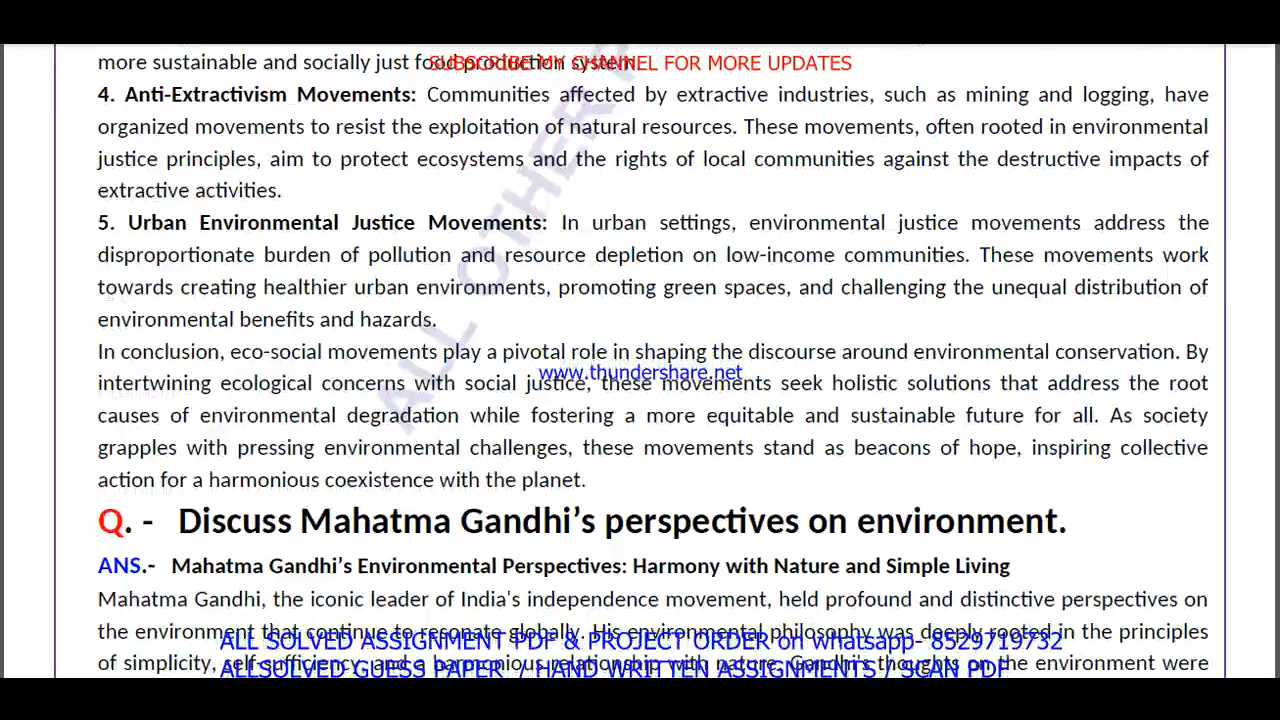 more sustainable and socially just food production system.
SUBSCRIBE MY CHANNEL FOR MORE UPDATES
4. Anti-Extractivism Movements: Communities affected by extractive industries, such as mining and logging, have
organized movements to resist the exploitation of natural resources. These movements, often rooted in environmental
justice principles, aim to protect ecosystems and the rights of local communities against the destructive impacts of
extractive activities.
5. Urban Environmental Justice Movements: In urban settings, environmental justice movements address the
disproportionate burden of pollution and resource depletion on low-income communities. These movements work
towards creating healthier urban environments, promoting green spaces, and challenging the unequal distribution of
environmental benefits and hazards.
In conclusion, eco-social movements play a pivotal role in shaping the discourse around environmental conservation. By
www.thundershare.net
intertwining ecological concerns with social justice, these movements seek holistic solutions that address the root
causes of environmental degradation while fostering a more equitable and sustainable future for all. As society
grapples with pressing environmental challenges, these movements stand as beacons of hope, inspiring collective
action for a harmonious coexistence with the planet.
Q. - Discuss Mahatma Gandhi's perspectives on environment.
ANS.- Mahatma Gandhi's Environmental Perspectives: Harmony with Nature and Simple Living
Mahatma Gandhi, the iconic leader of India's independence movement, held profound and distinctive perspectives on
the environment that continue to resonate globally. His environmental philosophy was deeply rooted in the principles
ALL SOLVED ASSIGNMENT PDF & PROJECT ORDER on whatsapp- 8529719732
of simplicity, self-sufficiency, and a harmonious relationship with nature. Gandhi's thoughts on the environment were
ALLSOLVED GUESS PAPER / HAND WRITTEN ASSIGNMENTS / SCAN PDF
ALL OTHER